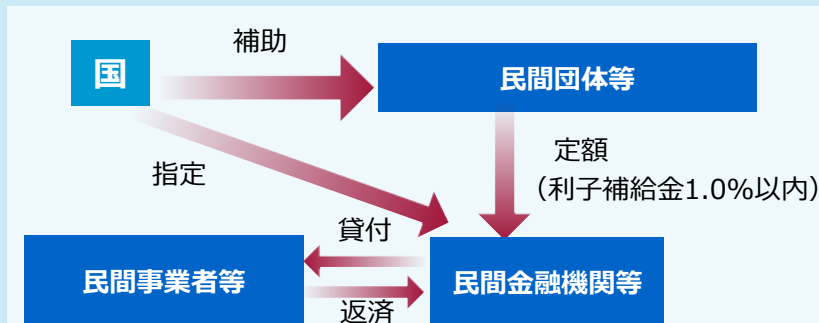 補助
国
民間団体等
定額
（利子補給金1.0%以内）
指定
貸付
民間事業者等
民間金融機関等
返済